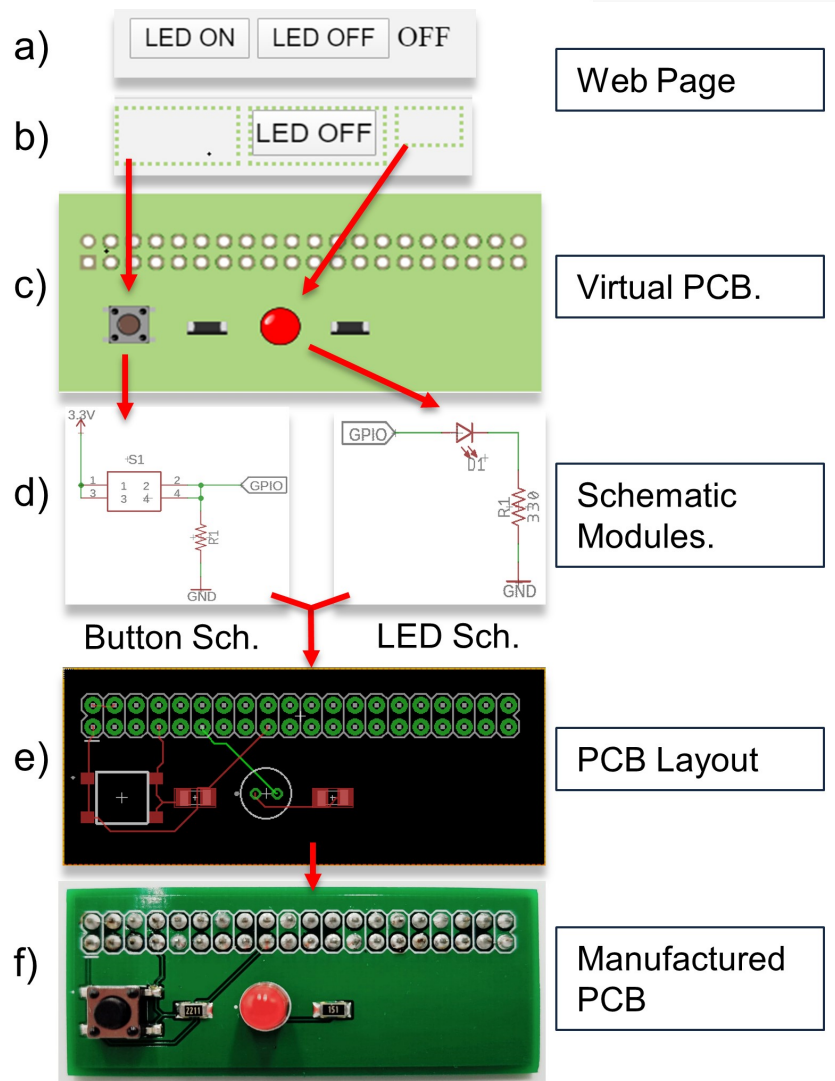 a)
LED ON LED OFF OFF
Web Page
b)
LED OFF
c)
Virtual PCB.
d)
3.3V
S1
1 1 2 2
3 3 4 4
GPIO
R1
GND
GPIO
D1
R1
330
GND
Schematic
Modules.
Button Sch.
LED Sch.
e)
PCB Layout
f)
2211
151
Manufactured
PCB